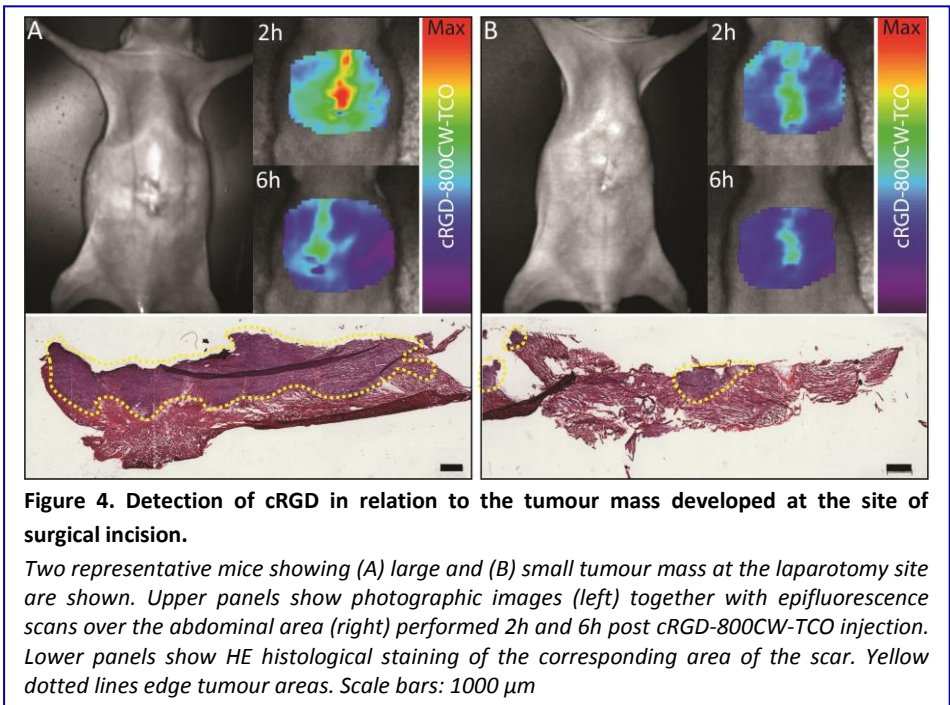 A
2h
Max
cRGD-800CW-TCO
6h
B
2h
Max
cRGD-800CW-TCO
6h
Figure 4. Detection of cRGD in relation to the tumour mass developed at the site of
surgical incision.
Two representative mice showing (A) large and (B) small tumour mass at the laparotomy site
are shown. Upper panels show photographic images (left) together with epifluorescence
scans over the abdominal area (right) performed 2h and 6h post cRGD-800CW-TCO injection.
Lower panels show HE histological staining of the corresponding area of the scar. Yellow
dotted lines edge tumour areas. Scale bars: 1000 µm